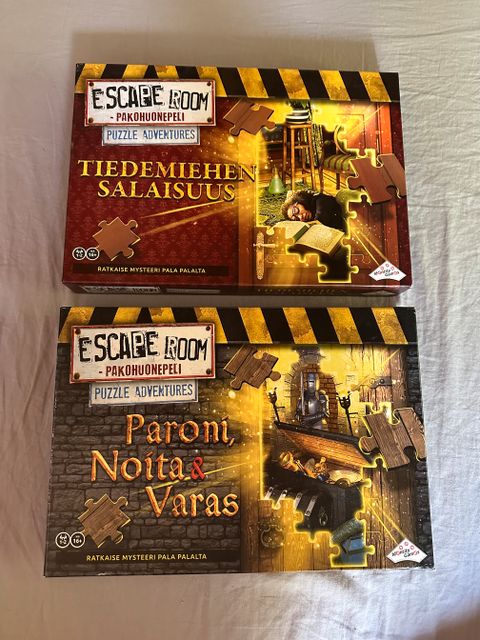 ESCAPE ROOM
- PAKOHUONEPELI
PUZZLE ADVENTURES
TIEDEMIEHEN
SALAISUUS
16+
RATKAISE MYSTEERI PALA PALALTA
ESCAPE ROOM
- PAKOHUONEPELI
PUZZLE ADVENTURES
Paroni,
Noita &
Varas
16+
RATKAISE MYSTEERI PALA PALALTA